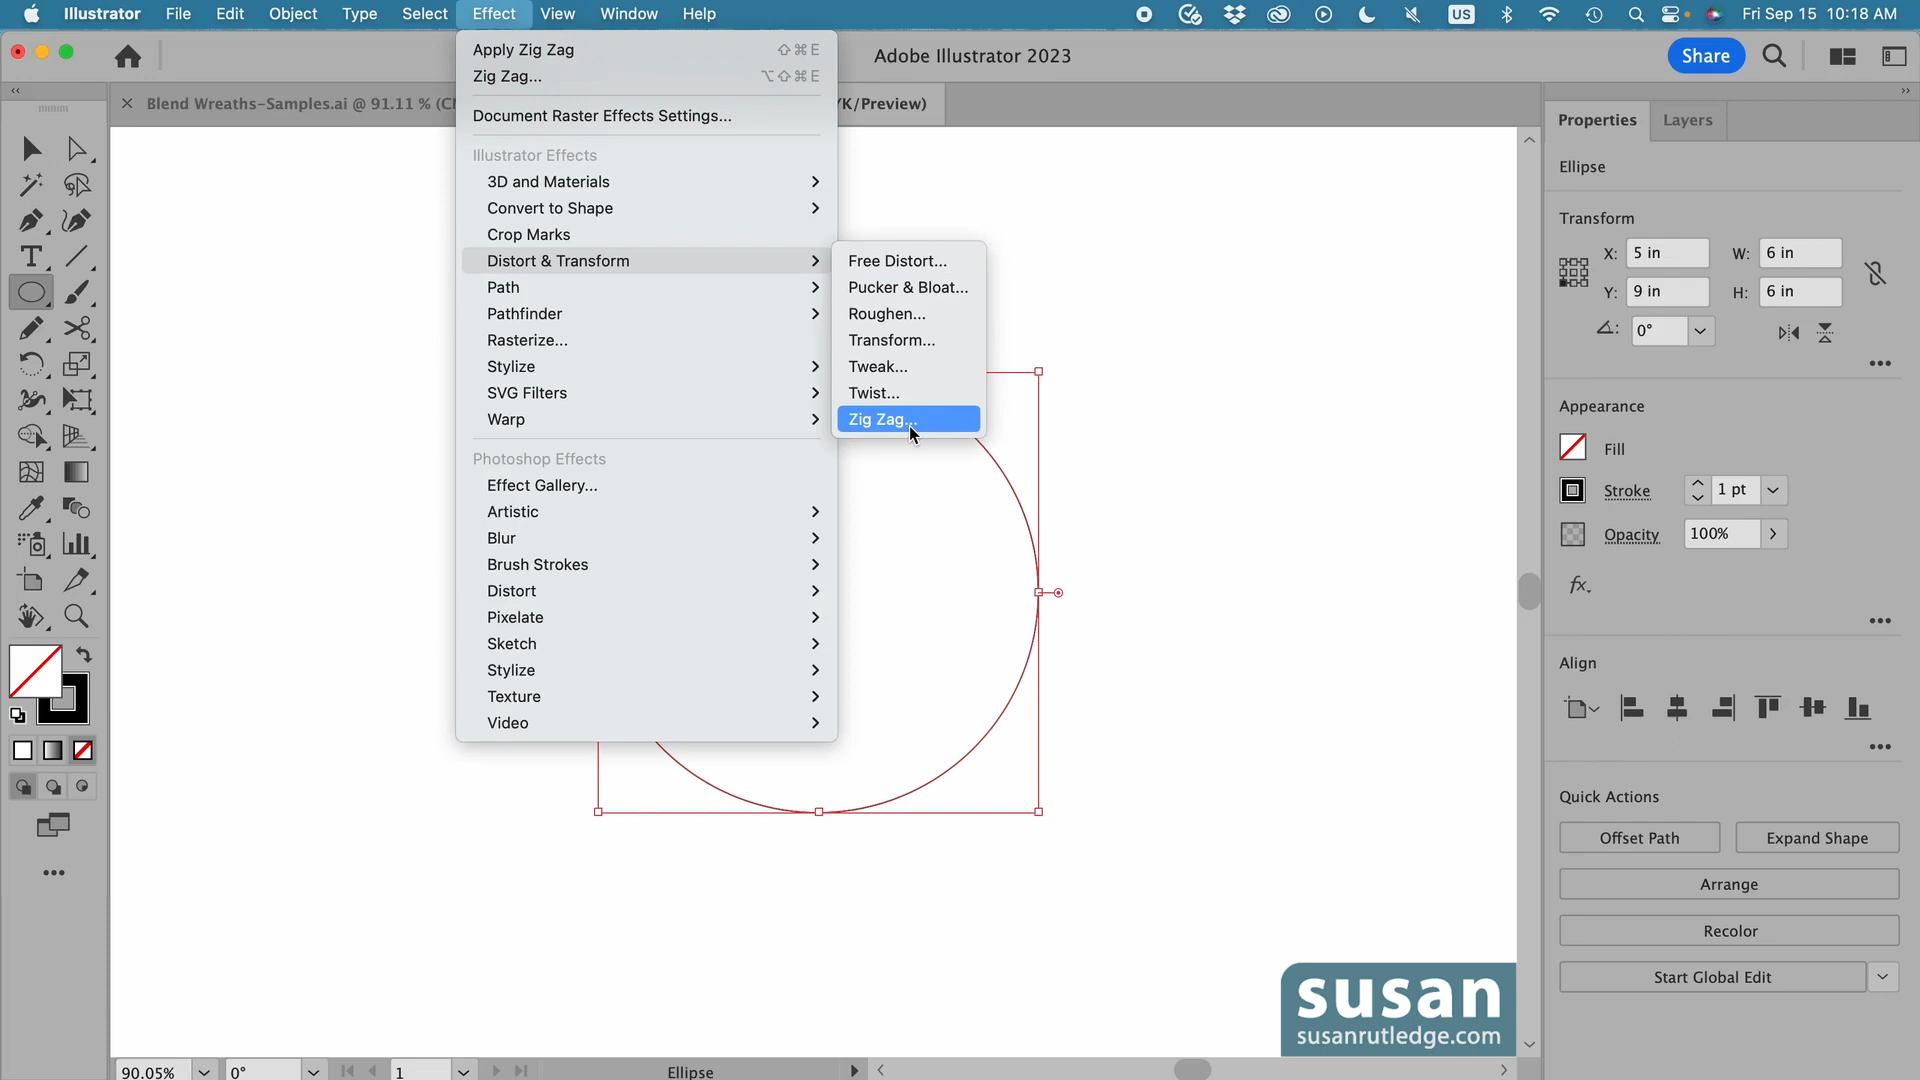 Illustrator File Edit Object Type Select Effect View Window Help US Fri Sep 15 10:18 AM
Adobe Illustrator 2023
Share
Blend Wreaths-Samples.ai @ 91.11 % (CM
K/Preview)
Apply Zig Zag ⇧⌘E
Zig Zag... ⌥⇧⌘E
Document Raster Effects Settings...
Illustrator Effects
3D and Materials
Convert to Shape
Crop Marks
Distort & Transform
Path
Pathfinder
Rasterize...
Stylize
SVG Filters
Warp
Photoshop Effects
Effect Gallery...
Artistic
Blur
Brush Strokes
Distort
Pixelate
Sketch
Stylize
Texture
Video
Free Distort...
Pucker & Bloat...
Roughen...
Transform...
Tweak...
Twist...
Zig Zag...
Properties Layers
Ellipse
Transform
X: 5 in W: 6 in
Y: 9 in H: 6 in
0°
Appearance
Fill
Stroke 1 pt
Opacity 100%
fx.
Align
Quick Actions
Offset Path Expand Shape
Arrange
Recolor
Start Global Edit
susan
susanrutledge.com
90.05% 0° 1 Ellipse